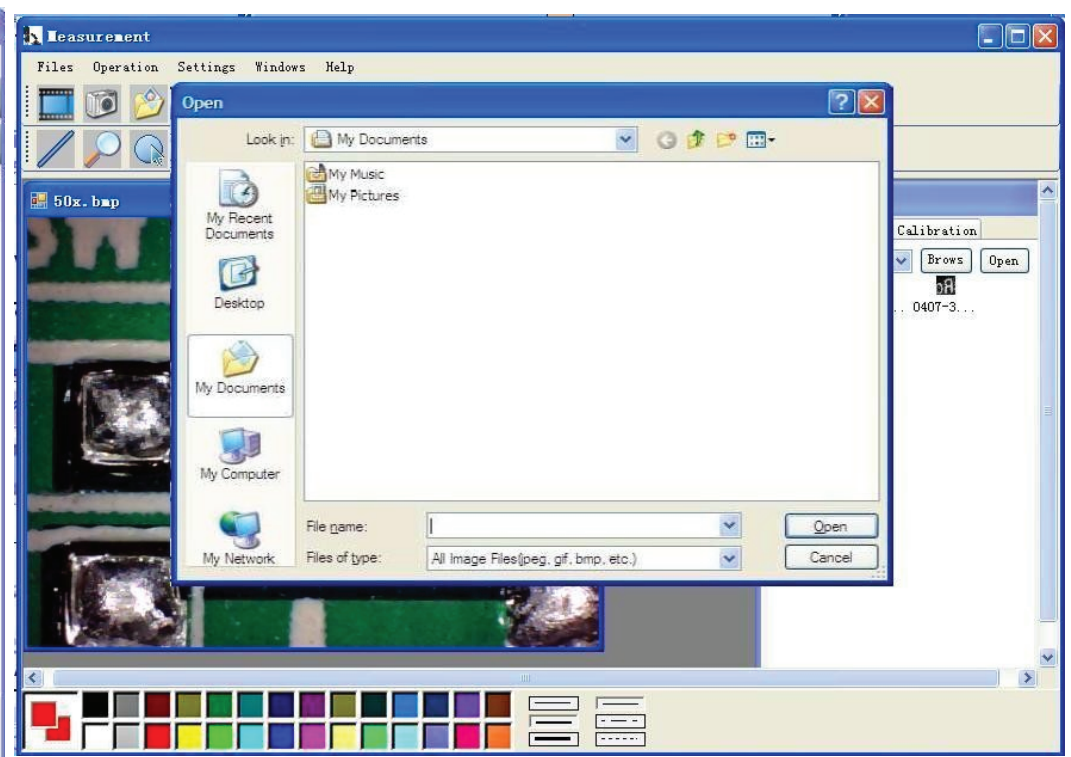 Measurement
Files Operation Settings Windows Help
Open
Look in: My Documents
My Music
My Pictures
My Recent
Documents
Desktop
My Documents
My Computer
My Network
File name:
Open
Files of type: All Image Files(jpeg, gif, bmp, etc.)
Cancel
50x.bmp
Calibration
Brows Open
.. 0407-3...